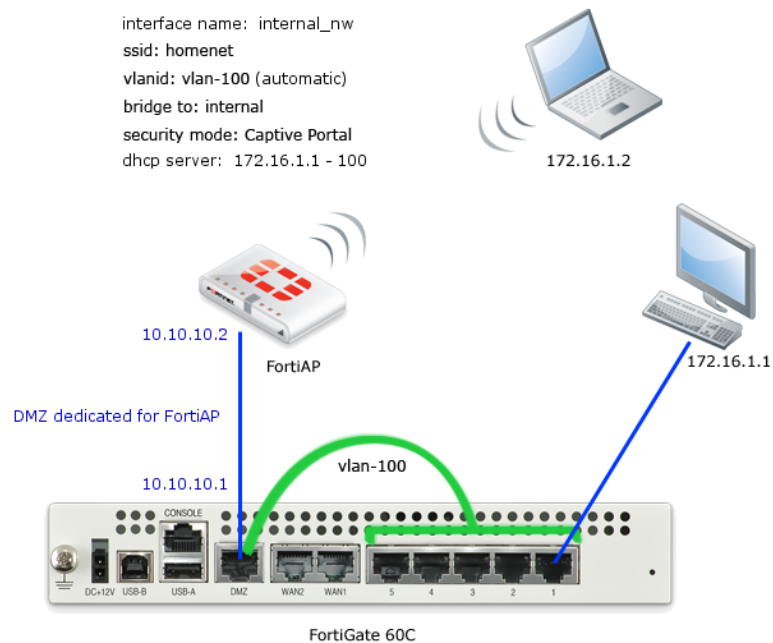 interface name: internal_nw
ssid: homenet
vlanid: vlan-100 (automatic)
bridge to: internal
security mode: Captive Portal
dhcp server: 172.16.1.1 - 100
172.16.1.2
10.10.10.2
FortiAP
172.16.1.1
DMZ dedicated for FortiAP
vlan-100
10.10.10.1
CONSOLE
DC+12V
USB-B
USB-A
DMZ
WAN2
WAN1
5
4
3
2
1
FortiGate 60C